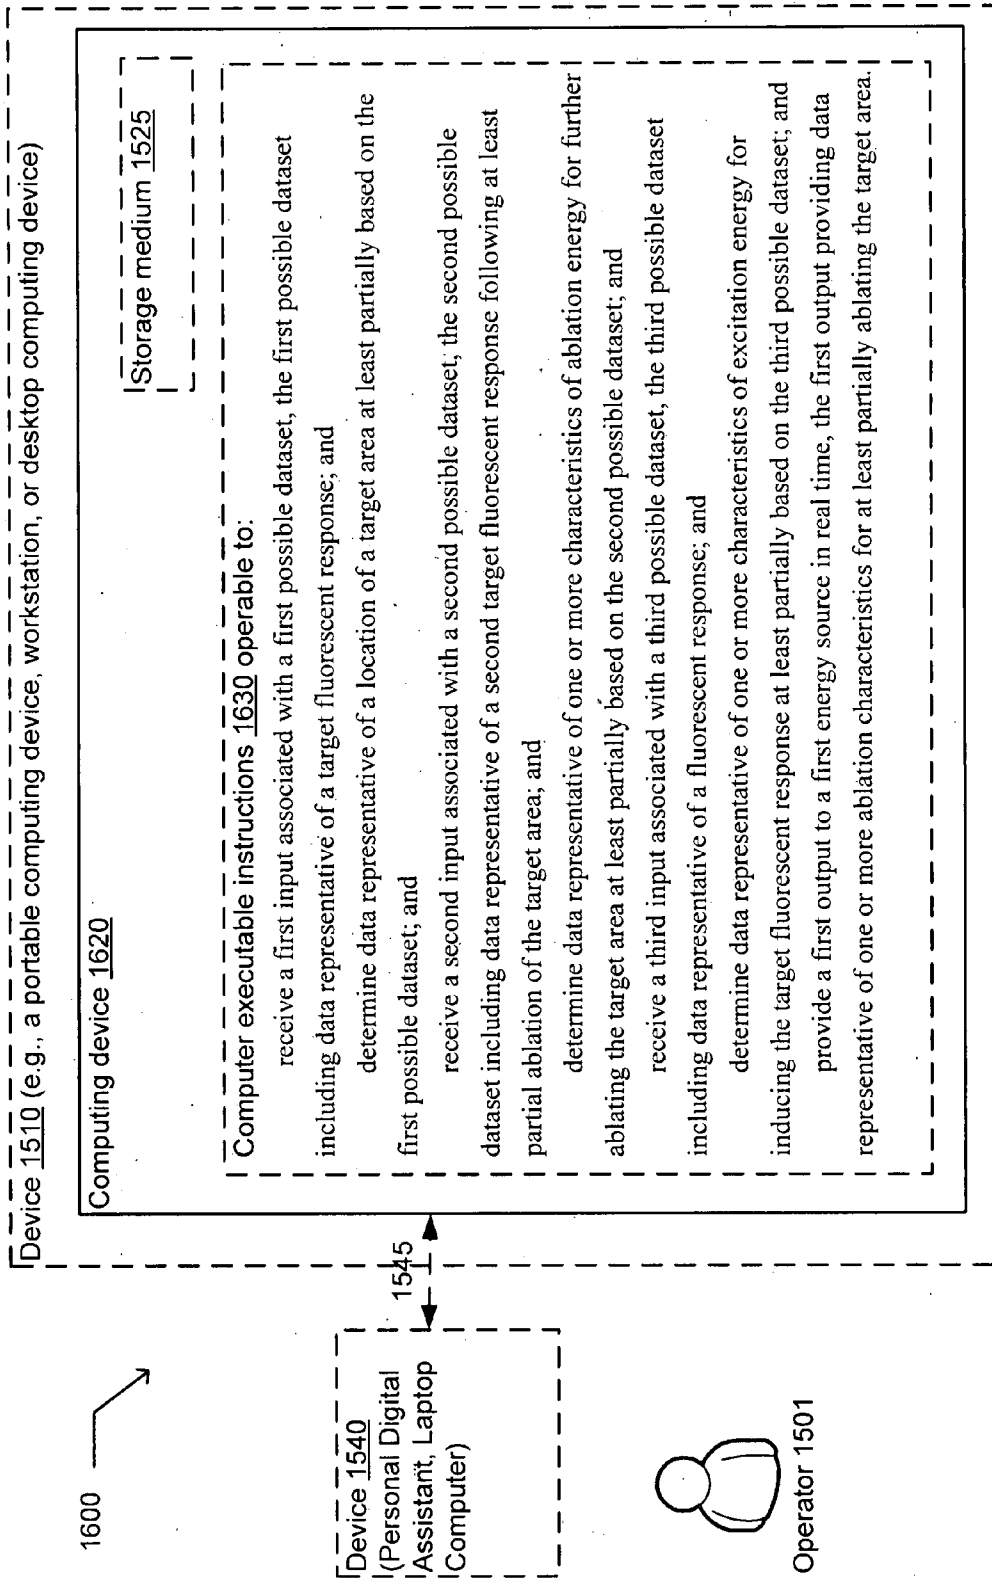 1600
Device 1510 (e.g., a portable computing device, workstation, or desktop computing device)
Computing device 1620
Storage medium 1525
Computer executable instructions 1630 operable to:
receive a first input associated with a first possible dataset, the first possible dataset
including data representative of a target fluorescent response; and
determine data representative of a location of a target area at least partially based on the
first possible dataset; and
receive a second input associated with a second possible dataset, the second possible
dataset including data representative of a second target fluorescent response following at least
partial ablation of the target area; and
determine data representative of one or more characteristics of ablation energy for further
ablating the target area at least partially based on the second possible dataset; and
receive a third input associated with a third possible dataset, the third possible dataset
including data representative of a fluorescent response; and
determine data representative of one or more characteristics of excitation energy for
inducing the target fluorescent response at least partially based on the third possible dataset; and
provide a first output to a first energy source in real time, the first output providing data
representative of one or more ablation characteristics for at least partially ablating the target area.
1545
Device 1540
(Personal Digital
Assistant, Laptop
Computer)
Operator 1501